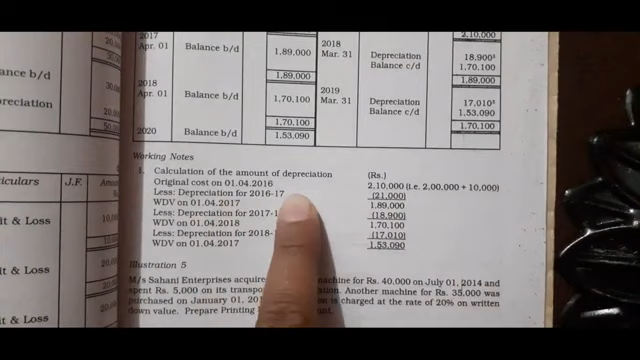 2,10,000
2017
Apr. 01 Balance b/d 1,89,000 2018
Mar. 31 Depreciation 18,900³
Balance c/d 1,70,100
1,89,000 1,89,000
2018
Apr. 01 Balance b/d 1,70,100 2019
Mar. 31 Depreciation 17,010³
Balance c/d 1,53,090
1,70,100 1,70,100
2020 Balance b/d 1,53,090
ance b/d
reciation
Working Notes
1. Calculation of the amount of depreciation (Rs.)
Original cost on 01.04.2016 2,10,000 (i.e. 2,00,000 + 10,000)
Less: Depreciation for 2016-17 (21,000)
WDV on 01.04.2017 1,89,000
Less: Depreciation for 2017-1 (18,900)
WDV on 01.04.2018 1,70,100
Less: Depreciation for 2018- (17,010)
WDV on 01.04.2017 1,53,090
iculars J.F. Amou
it & Loss
it & Loss
it & Loss
Illustration 5
M/s Sahani Enterprises acquire achine for Rs. 40,000 on July 01, 2014 and
spent Rs. 5,000 on its transpo ation. Another machine for Rs. 35,000 was
purchased on January 01, 201 n is charged at the rate of 20% on written
down value. Prepare Printing unt.